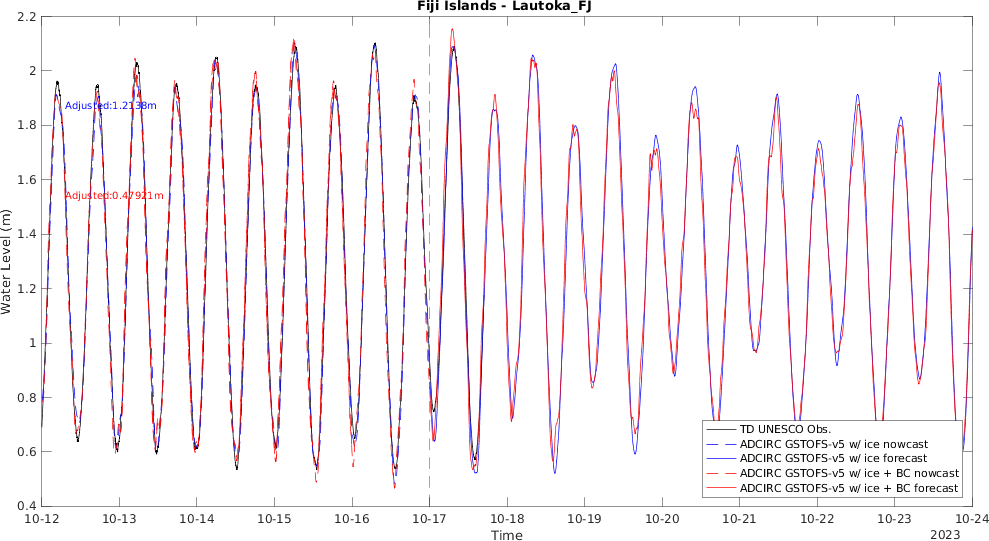 Fiji Islands - Lautoka_FJ
2.2
2
1.8
1.6
1.4
1.2
1
0.8
0.6
0.4
Water Level (m)
Adjusted:1.2138m
Adjusted:0.47921m
TD UNESCO Obs.
ADCIRC GSTOFS-v5 w/ ice nowcast
ADCIRC GSTOFS-v5 w/ ice forecast
ADCIRC GSTOFS-v5 w/ ice + BC nowcast
ADCIRC GSTOFS-v5 w/ ice + BC forecast
10-12 10-13 10-14 10-15 10-16 10-17 10-18 10-19 10-20 10-21 10-22 10-23 10-24
Time
2023